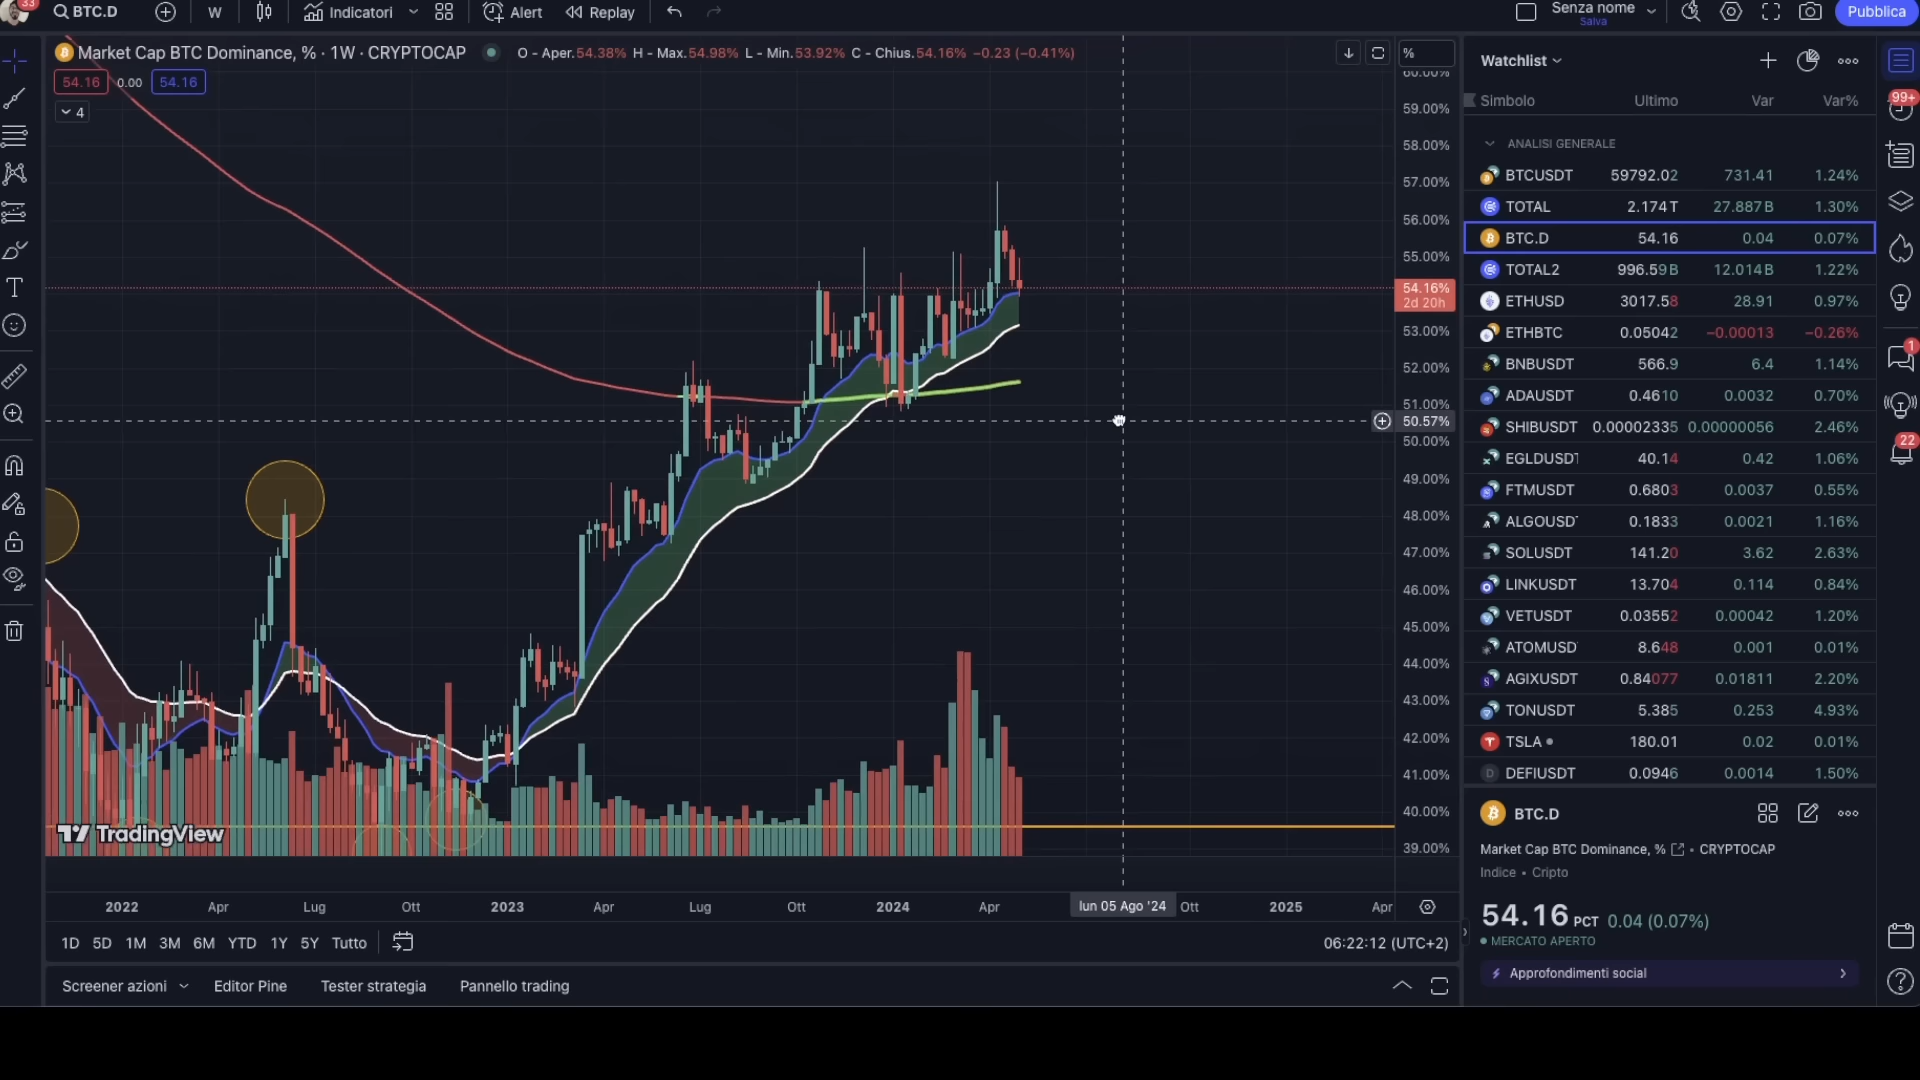 33
BTC.D
W
Indicatori
Alert
Replay
Senza nome
Salva
Pubblica
Market Cap BTC Dominance, % · 1W · CRYPTOCAP
O - Aper.54.38% H - Max.54.98% L - Min.53.92% C - Chius.54.16% −0.23 (−0.41%)
%
54.16 0.00 54.16
4
60.00%
59.00%
58.00%
57.00%
56.00%
55.00%
54.16%
2d 20h
53.00%
52.00%
51.00%
50.57%
50.00%
49.00%
48.00%
47.00%
46.00%
45.00%
44.00%
43.00%
42.00%
41.00%
40.00%
39.00%
TradingView
2022 Apr Lug Ott 2023 Apr Lug Ott 2024 Apr lun 05 Ago '24 Ott 2025 Apr
1D 5D 1M 3M 6M YTD 1Y 5Y Tutto
06:22:12 (UTC+2)
Screener azioni Editor Pine Tester strategia Pannello trading
Watchlist
Simbolo Ultimo Var Var%
ANALISI GENERALE
BTCUSDT 59792.02 731.41 1.24%
TOTAL 2.174 T 27.887 B 1.30%
BTC.D 54.16 0.04 0.07%
TOTAL2 996.59 B 12.014 B 1.22%
ETHUSD 3017.58 28.91 0.97%
ETHBTC 0.05042 −0.00013 −0.26%
BNBUSDT 566.9 6.4 1.14%
ADAUSDT 0.4610 0.0032 0.70%
SHIBUSDT 0.00002335 0.00000056 2.46%
EGLDUSDT 40.14 0.42 1.06%
FTMUSDT 0.6803 0.0037 0.55%
ALGOUSD 0.1833 0.0021 1.16%
SOLUSDT 141.20 3.62 2.63%
LINKUSDT 13.704 0.114 0.84%
VETUSDT 0.03552 0.00042 1.20%
ATOMUSD 8.648 0.001 0.01%
AGIXUSDT 0.84077 0.01811 2.20%
TONUSDT 5.385 0.253 4.93%
TSLA 180.01 0.02 0.01%
D DEFIUSDT 0.0946 0.0014 1.50%
BTC.D
Market Cap BTC Dominance, % • CRYPTOCAP
Indice • Cripto
54.16 PCT 0.04 (0.07%)
MERCATO APERTO
Approfondimenti social
99+
1
22